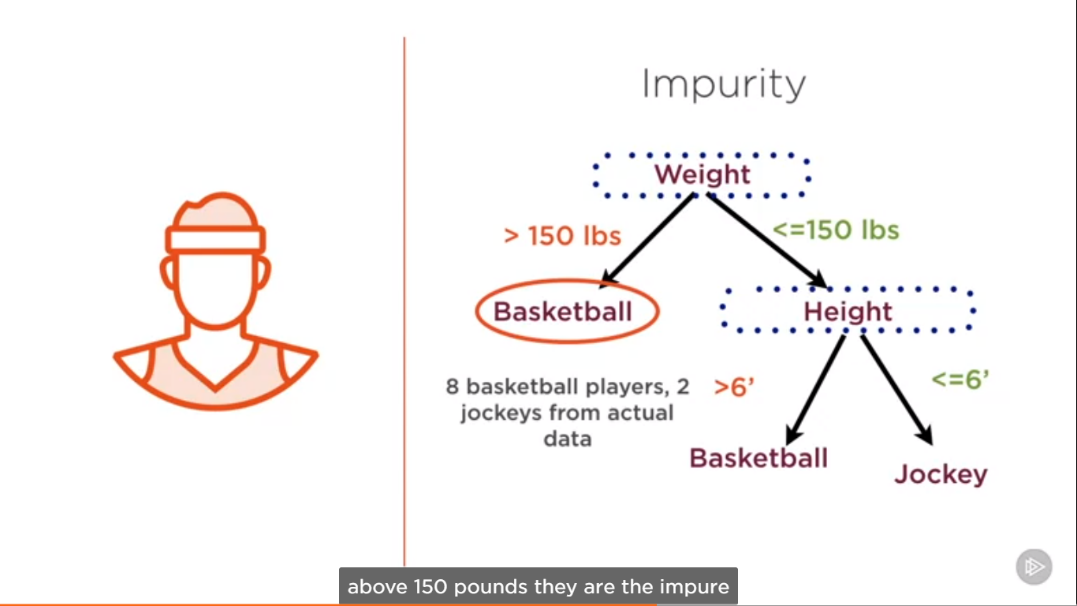 Impurity
Weight
> 150 lbs
<=150 lbs
Basketball
Height
8 basketball players, 2
jockeys from actual
data
>6’
<=6’
Basketball
Jockey
above 150 pounds they are the impure